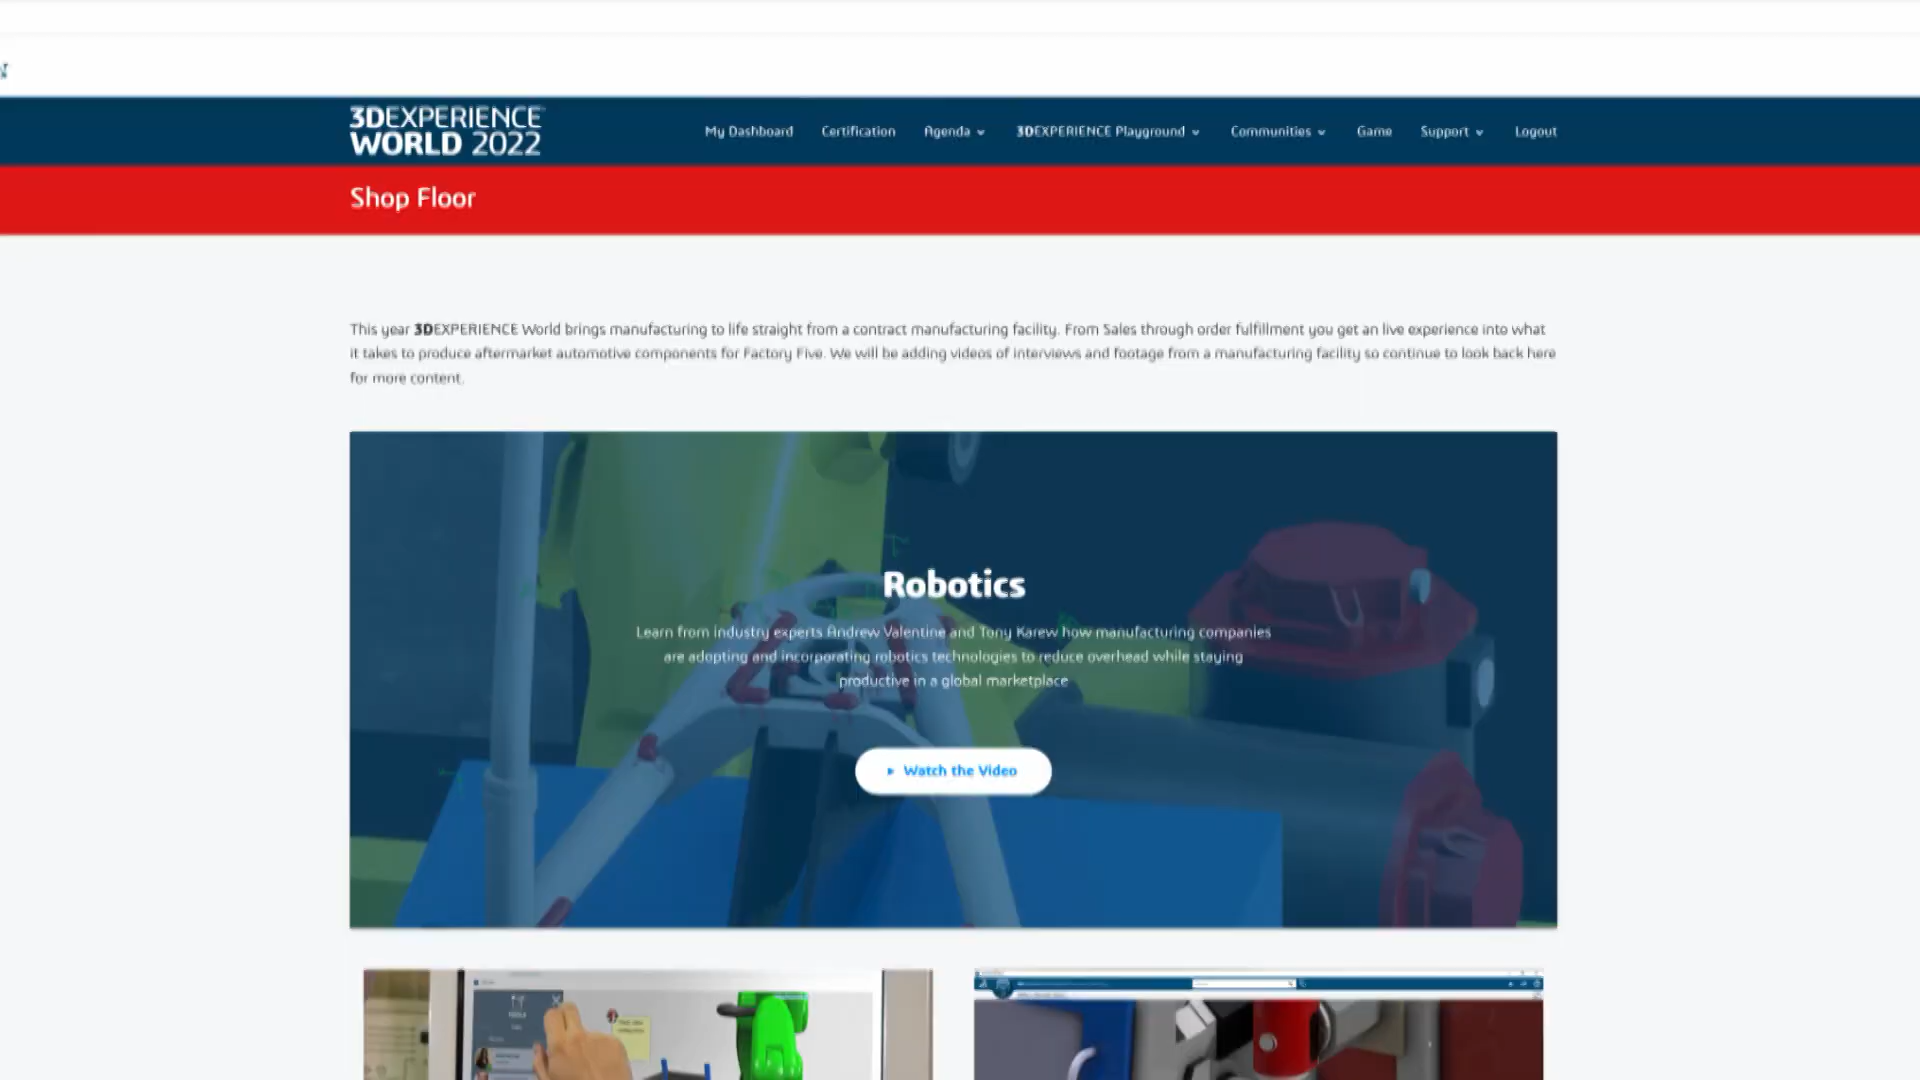 3DEXPERIENCE
WORLD 2022
My Dashboard
Certification
Agenda
3DEXPERIENCE Playground
Communities
Game
Support
Logout
Shop Floor
This year 3DEXPERIENCE World brings manufacturing to life straight from a contract manufacturing facility. From Sales through order fulfillment you get an live experience into what
it takes to produce aftermarket automotive components for Factory Five. We will be adding videos of interviews and footage from a manufacturing facility so continue to look back here
for more content.
Robotics
Learn from industry experts Andrew Valentine and Tony Karew how manufacturing companies
are adopting and incorporating robotics technologies to reduce overhead while staying
productive in a global marketplace
Watch the Video